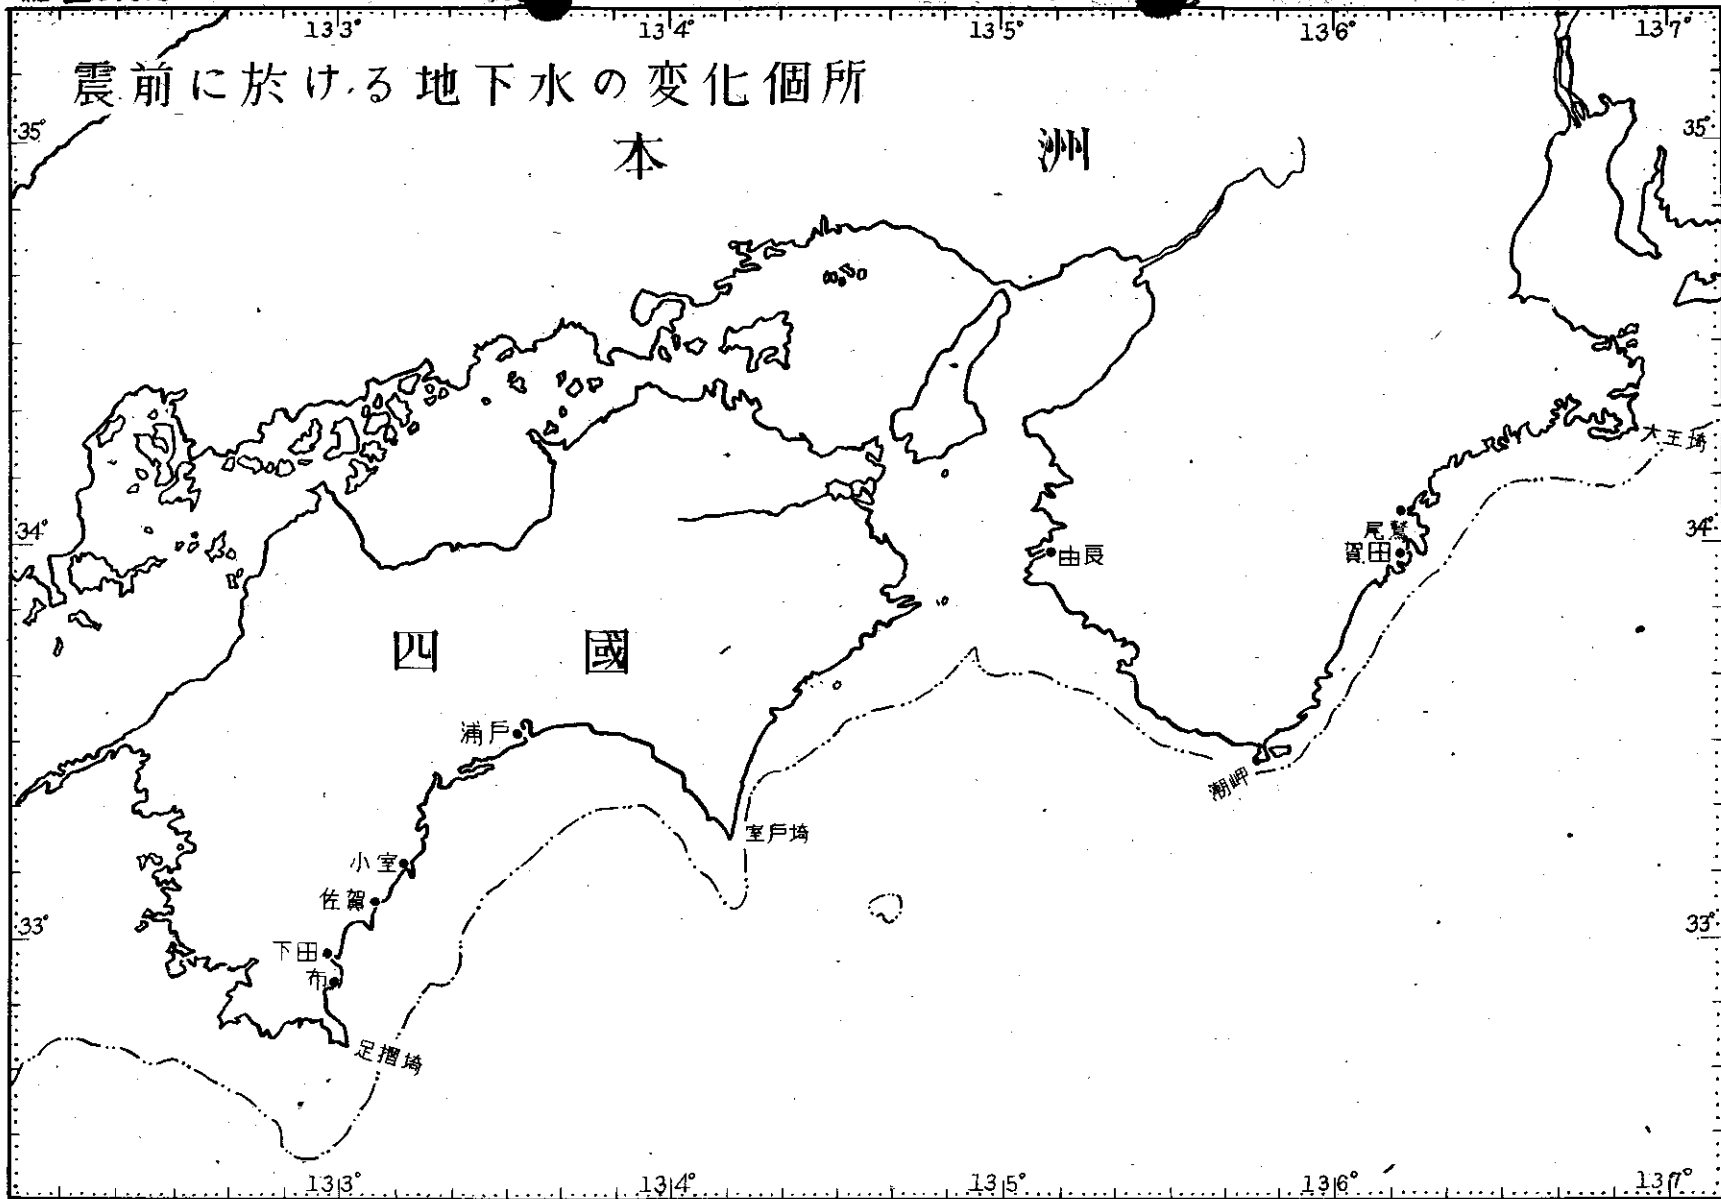 133° 134° 135° 136° 137°
震前に於ける地下水の変化個所
35° 35°
本洲
34° 34°
大王埼
尾鷲
賀田
由良
四國
浦戸
潮岬
室戸埼
小室
佐賀
33° 33°
下田
布
足摺埼
133° 134° 135° 136° 137°